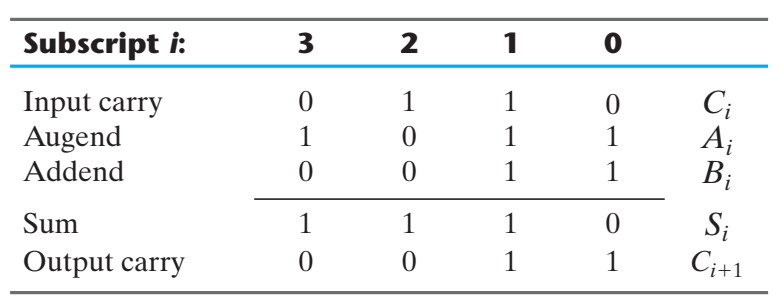 Subscript i: 3 2 1 0
Input carry 0 1 1 0 Cᵢ
Augend 1 0 1 1 Aᵢ
Addend 0 0 1 1 Bᵢ
Sum 1 1 1 0 Sᵢ
Output carry 0 0 1 1 Cᵢ₊₁